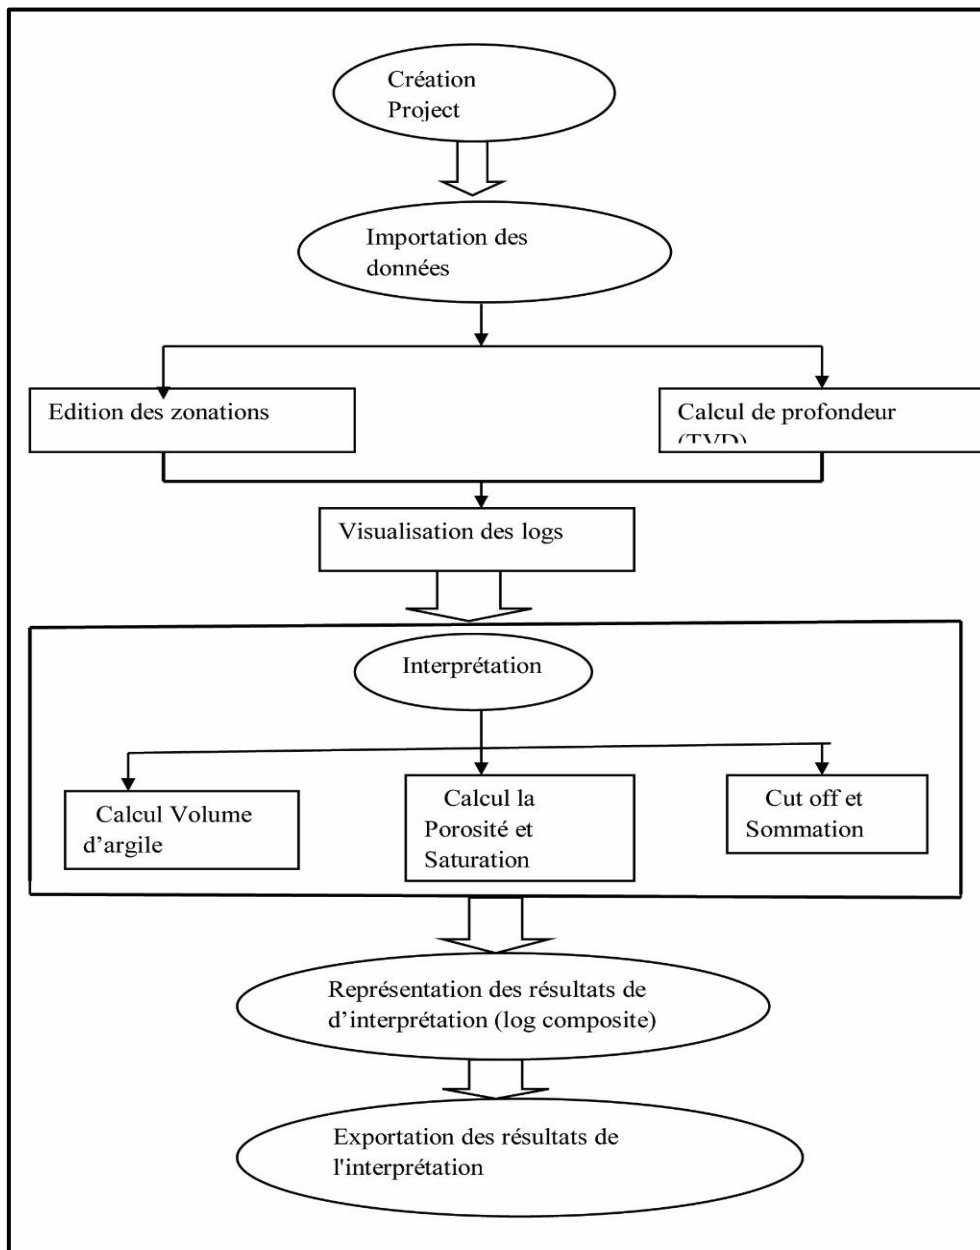 Création
Project
Importation des
données
Edition des zonations
Calcul de profondeur
(TVD)
Visualisation des logs
Interprétation
Calcul Volume
d’argile
Calcul la
Porosité et
Saturation
Cut off et
Sommation
Représentation des résultats de
d’interprétation (log composite)
Exportation des résultats de
l'interprétation